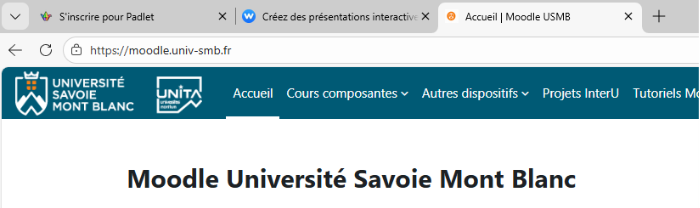 S'inscrire pour Padlet
Créez des présentations interactive
Accueil | Moodle USMB
https://moodle.univ-smb.fr
UNIVERSITÉ
SAVOIE
MONT BLANC
UNITA
Accueil
Cours composantes
Autres dispositifs
Projets InterU
Tutoriels Mo
Moodle Université Savoie Mont Blanc